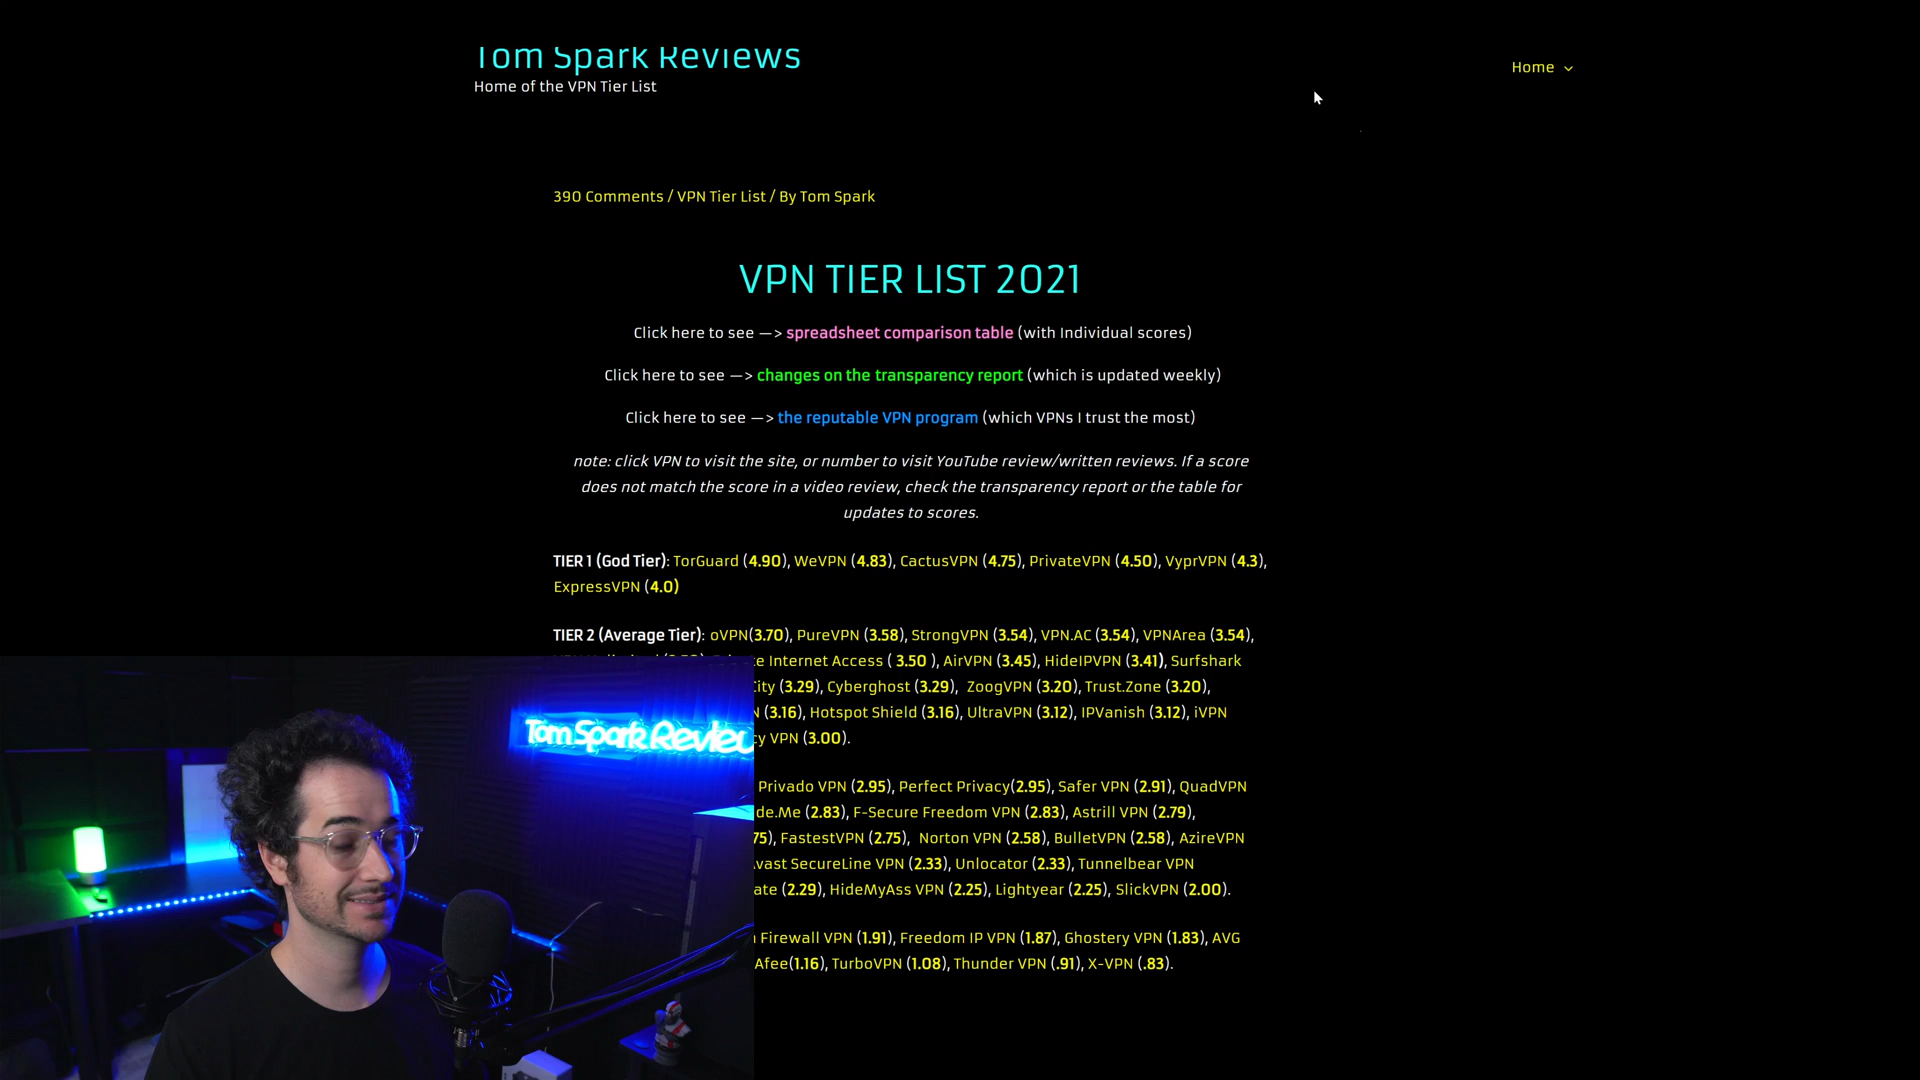 Tom Spark Reviews
Home of the VPN Tier List
Home
390 Comments / VPN Tier List / By Tom Spark
VPN TIER LIST 2021
Click here to see —> spreadsheet comparison table (with Individual scores)
Click here to see —> changes on the transparency report (which is updated weekly)
Click here to see —> the reputable VPN program (which VPNs I trust the most)
note: click VPN to visit the site, or number to visit YouTube review/written reviews. If a score
does not match the score in a video review, check the transparency report or the table for
updates to scores.
TIER 1 (God Tier): TorGuard (4.90), WeVPN (4.83), CactusVPN (4.75), PrivateVPN (4.50), VyprVPN (4.3),
ExpressVPN (4.0)
TIER 2 (Average Tier): oVPN(3.70), PureVPN (3.58), StrongVPN (3.54), VPN.AC (3.54), VPNArea (3.54),
Internet Access ( 3.50 ), AirVPN (3.45), HideIPVPN (3.41), Surfshark
(3.29), Cyberghost (3.29), ZoogVPN (3.20), Trust.Zone (3.20),
(3.16), Hotspot Shield (3.16), UltraVPN (3.12), IPVanish (3.12), iVPN
VPN (3.00).
Privado VPN (2.95), Perfect Privacy(2.95), Safer VPN (2.91), QuadVPN
de.Me (2.83), F-Secure Freedom VPN (2.83), Astrill VPN (2.79),
75), FastestVPN (2.75), Norton VPN (2.58), BulletVPN (2.58), AzireVPN
vast SecureLine VPN (2.33), Unlocator (2.33), Tunnelbear VPN
ate (2.29), HideMyAss VPN (2.25), Lightyear (2.25), SlickVPN (2.00).
Firewall VPN (1.91), Freedom IP VPN (1.87), Ghostery VPN (1.83), AVG
Afee(1.16), TurboVPN (1.08), Thunder VPN (.91), X-VPN (.83).
Tom Spark Review